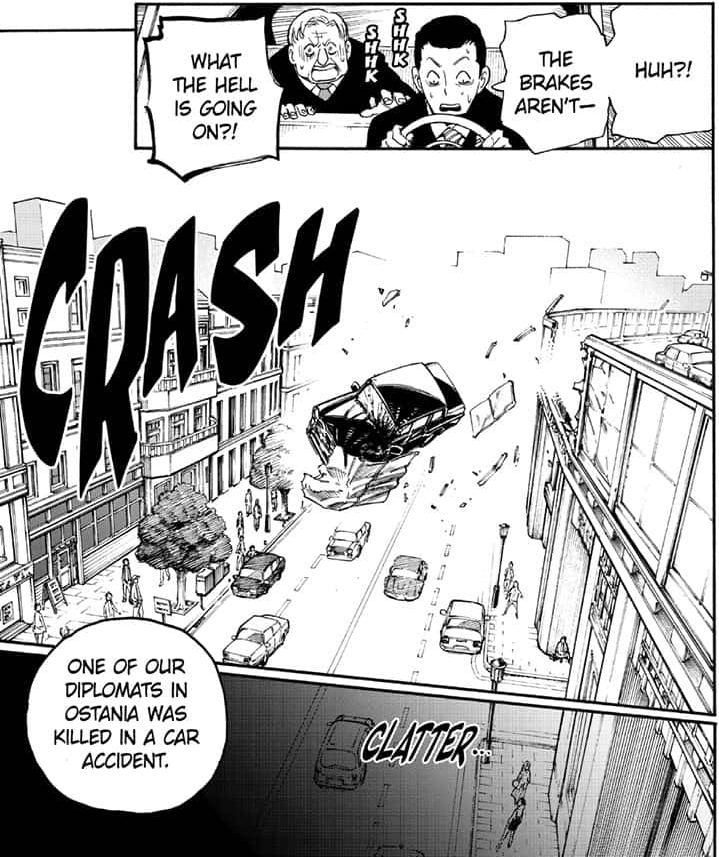 HUH?!
THE
BRAKES
AREN'T—
SHHK
SHHK
WHAT
THE HELL
IS GOING
ON?!
CRASH
ONE OF OUR
DIPLOMATS IN
OSTANIA WAS
KILLED IN A CAR
ACCIDENT.
CLATTER...